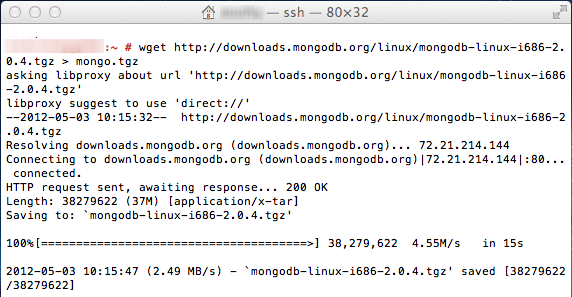 — ssh — 80×32
:~ # wget http://downloads.mongodb.org/linux/mongodb-linux-i686-2.
0.4.tgz > mongo.tgz
asking libproxy about url 'http://downloads.mongodb.org/linux/mongodb-linux-i686
-2.0.4.tgz'
libproxy suggest to use 'direct://'
--2012-05-03 10:15:32--  http://downloads.mongodb.org/linux/mongodb-linux-i686-2
.0.4.tgz
Resolving downloads.mongodb.org (downloads.mongodb.org)... 72.21.214.144
Connecting to downloads.mongodb.org (downloads.mongodb.org)|72.21.214.144|:80...
 connected.
HTTP request sent, awaiting response... 200 OK
Length: 38279622 (37M) [application/x-tar]
Saving to: `mongodb-linux-i686-2.0.4.tgz'
100%[======================================>] 38,279,622  4.55M/s   in 15s
2012-05-03 10:15:47 (2.49 MB/s) - `mongodb-linux-i686-2.0.4.tgz' saved [38279622
/38279622]